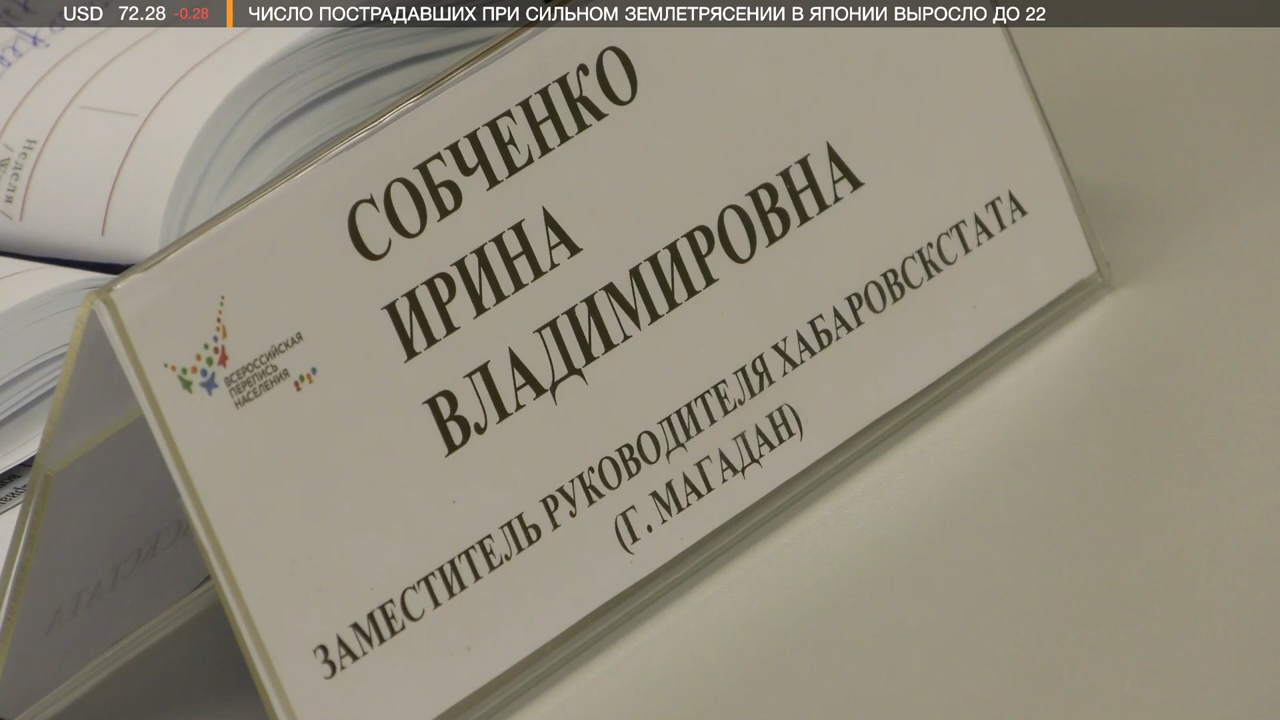 USD 72.28 -0.28 ЧИСЛО ПОСТРАДАВШИХ ПРИ СИЛЬНОМ ЗЕМЛЕТРЯСЕНИИ В ЯПОНИИ ВЫРОСЛО ДО 22
Неделя /
СОБЧЕНКО
ИРИНА
ВЛАДИМИРОВНА
ЗАМЕСТИТЕЛЬ РУКОВОДИТЕЛЯ ХАБАРОВСКСТАТА
(Г. МАГАДАН)
ВСЕРОССИЙСКАЯ
ПЕРЕПИСЬ
НАСЕЛЕНИЯ